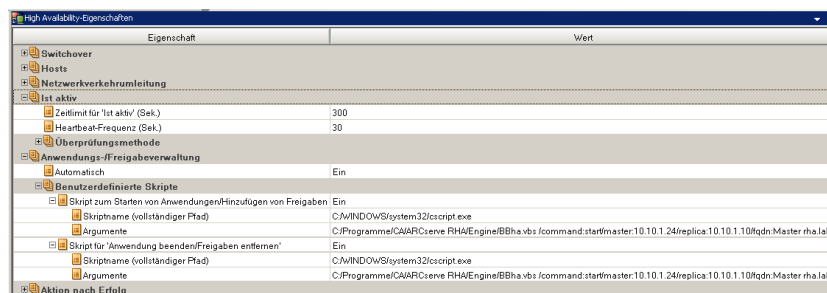 High Availability-Eigenschaften
Eigenschaft Wert
Switchover
Hosts
Netzwerkverkehrumleitung
Ist aktiv
Zeitlimit für 'Ist aktiv' (Sek.) 300
Heartbeat-Frequenz (Sek.) 30
Überprüfungsmethode
Anwendungs-/Freigabeverwaltung
Automatisch Ein
Benutzerdefinierte Skripte
Skript zum Starten von Anwendungen/Hinzufügen von Freigaben Ein
Skriptname (vollständiger Pfad) C:/WINDOWS/system32/cscript.exe
Argumente C:/Programme/CA/ARCserve RHA/Engine/BBha.vbs /command:start/master:10.10.1.24/replica:10.10.1.10/fqdn:Master rha.lal
Skript für 'Anwendung beenden/Freigaben entfernen' Ein
Skriptname (vollständiger Pfad) C:/WINDOWS/system32/cscript.exe
Argumente C:/Programme/CA/ARCserve RHA/Engine/BBha.vbs /command:start/master:10.10.1.24/replica:10.10.1.10/fqdn:Master rha.lal
Aktion nach Erfolg